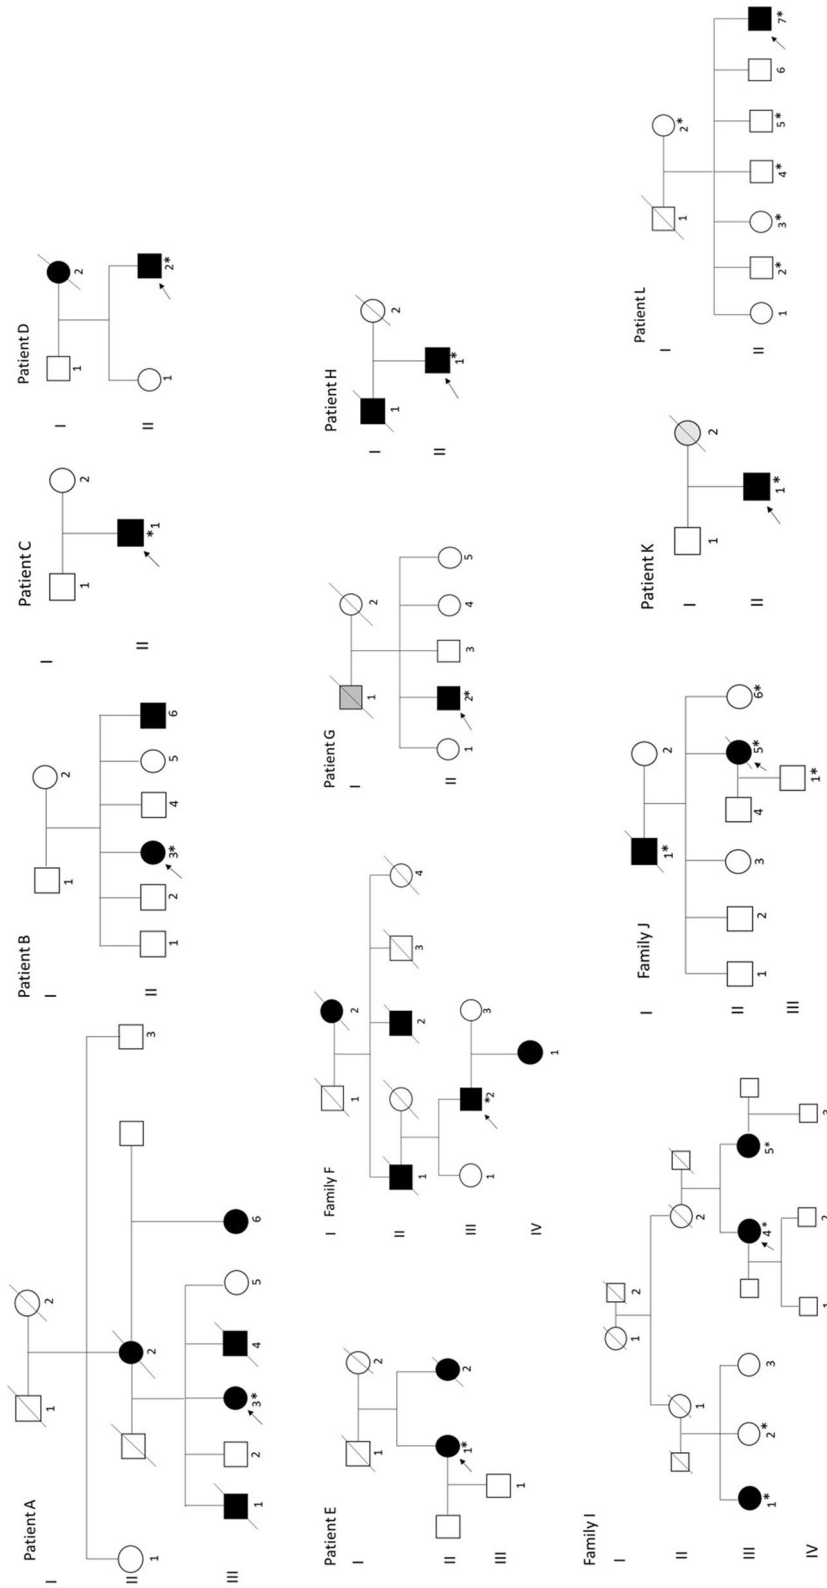 Patient A
I 1 2
II 1 2 3
III 1 2 3* 4 5 6
Patient B
I 1 2
II 1 2 3* 4 5 6
Patient C
I 1 2
II *1
Patient D
I 1 2
II 1 2*
Patient E
I 1 2
II 1* 2
III 1
Family F
I 1 2
II 1 2 3 4
III 1 *2 3
IV 1
Patient G
I 1 2
II 1 2* 3 4 5
Patient H
I 1 2
II 1*
Family I
I 1 2
II 1 2
III 1* 2* 3 4* 5*
IV 1 2 3
Family J
I 1* 2
II 1 2 3 4 5* 6*
III 1*
Patient K
I 1 2
II 1*
Patient L
I 1 2*
II 1 2* 3* 4* 5* 6 7*